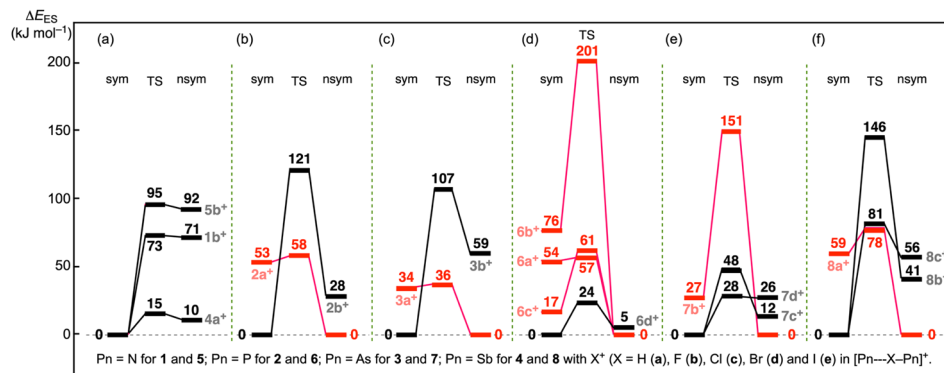 ΔE_ES
(kJ mol⁻¹)
(a) (b) (c) (d) (e) (f)
TS
201
sym TS nsym sym TS nsym sym TS nsym sym nsym sym TS nsym sym TS nsym
200
150
100
50
0
95 92 5b⁺
73 71 1b⁺
15 10 4a⁺
0
121
53 58
2a⁺
28
2b⁺
0 0
107
59
3b⁺
34 36
3a⁺
0 0
76
6b⁺
54 61
6a⁺ 57
17 24
6c⁺ 5 6d⁺
0 0
151
48
27 28 26 7d⁺
7b⁺ 12 7c⁺
0 0
146
81
59 78 56
8a⁺ 8c⁺
41 8b⁺
0 0
Pn = N for 1 and 5; Pn = P for 2 and 6; Pn = As for 3 and 7; Pn = Sb for 4 and 8 with X⁺ (X = H (a), F (b), Cl (c), Br (d) and I (e) in [Pn---X–Pn]⁺.